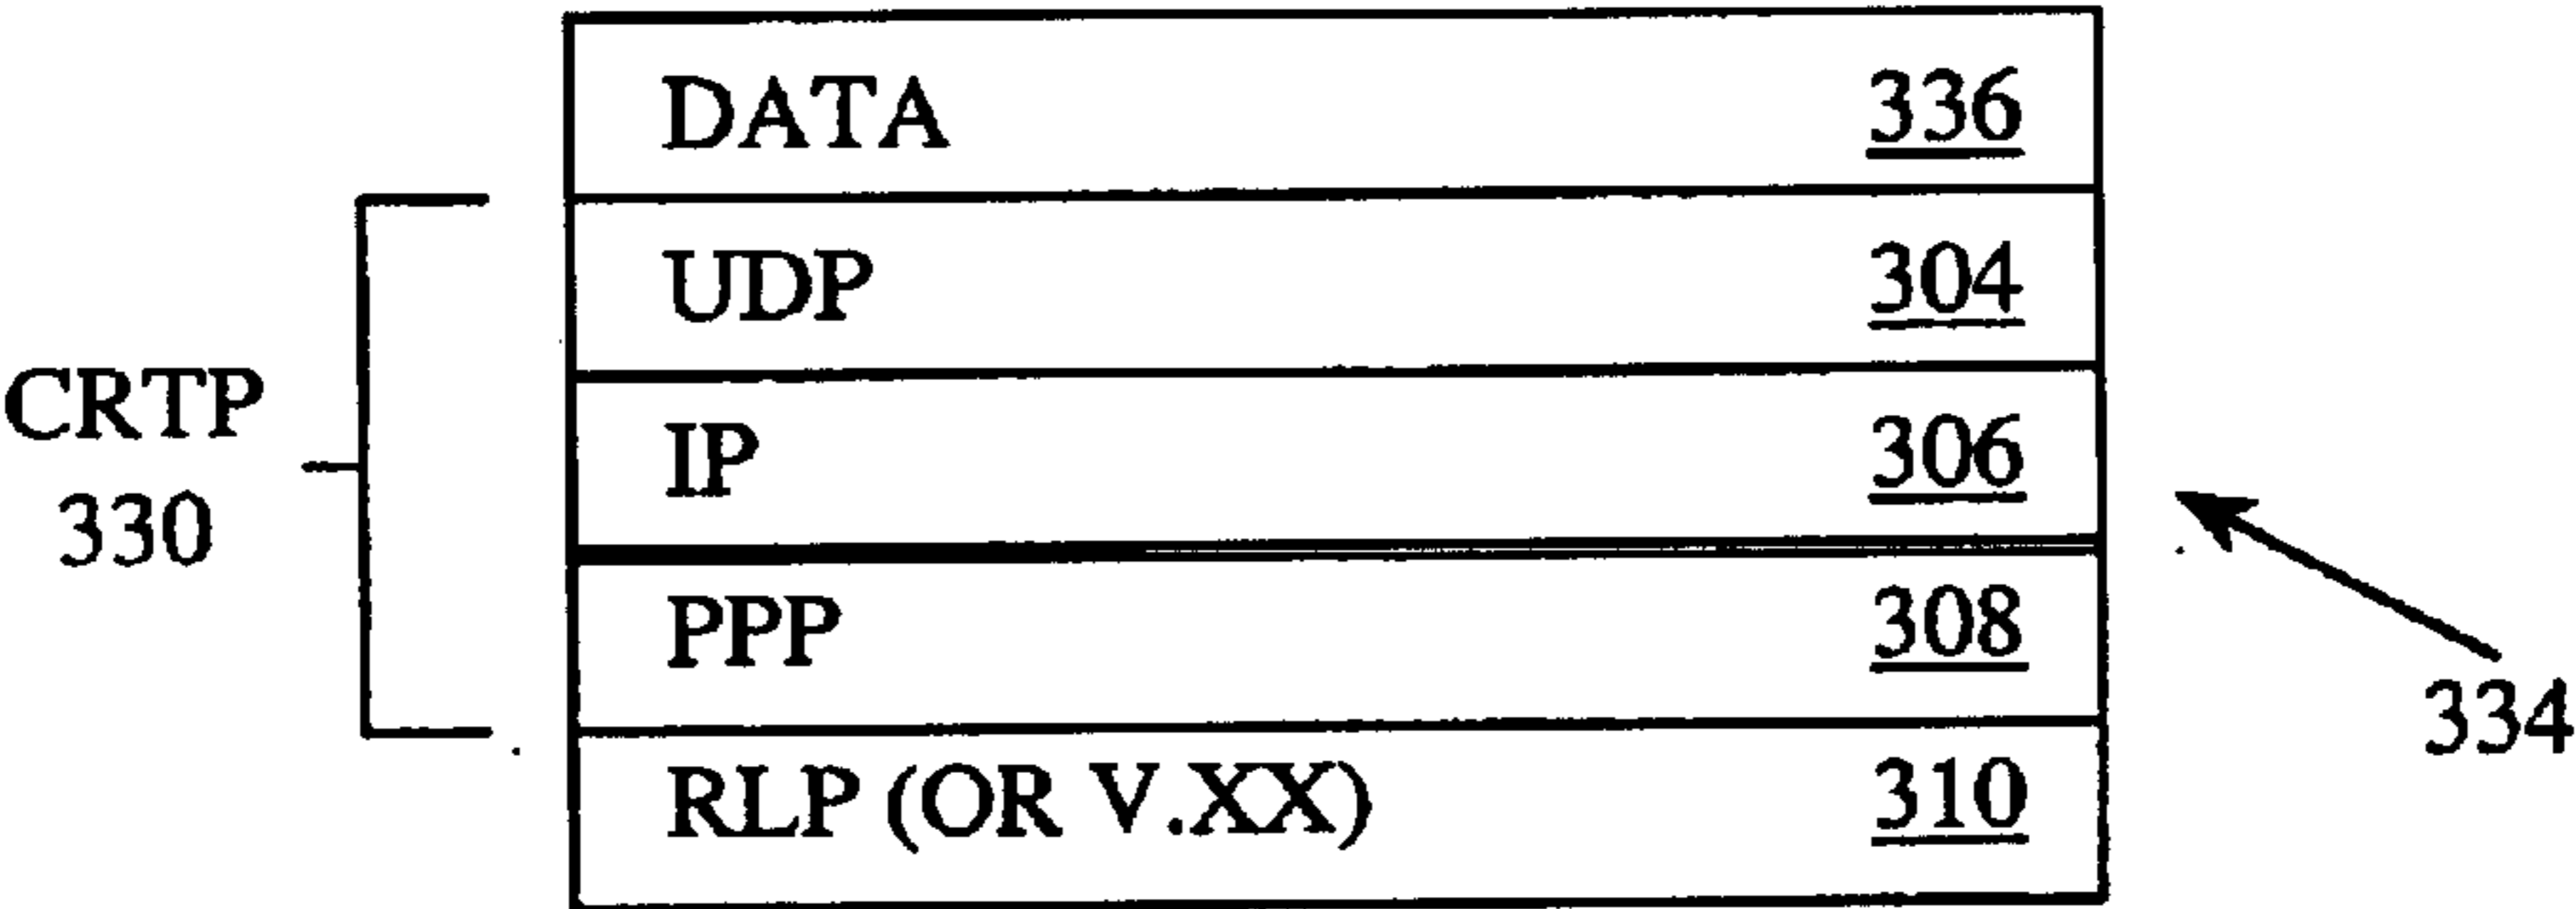 DATA 336
UDP 304
CRTP
330
IP 306
PPP 308
334
RLP (OR V.XX) 310